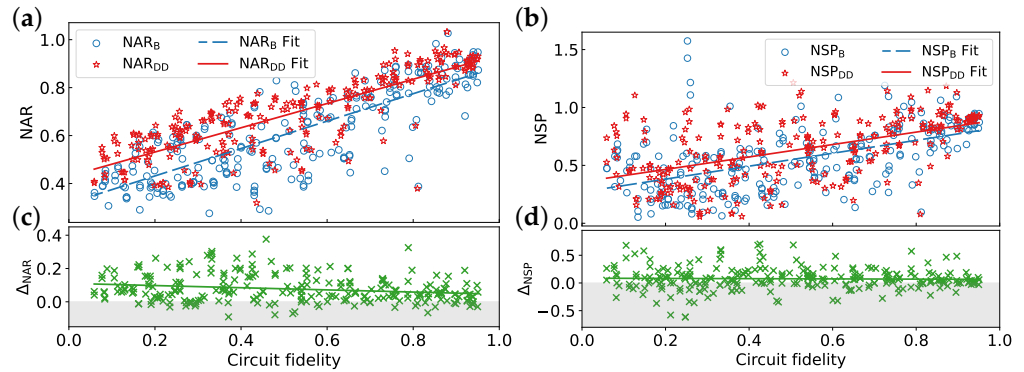 (a)
NAR_B
NAR_B Fit
NAR_DD
NAR_DD Fit
NAR
1.0
0.8
0.6
0.4
(b)
NSP_B
NSP_B Fit
NSP_DD
NSP_DD Fit
NSP
1.5
1.0
0.5
0.0
(c)
Δ_NAR
0.4
0.2
0.0
0.0
0.2
0.4
0.6
0.8
1.0
Circuit fidelity
(d)
Δ_NSP
0.5
0.0
−0.5
0.0
0.2
0.4
0.6
0.8
1.0
Circuit fidelity